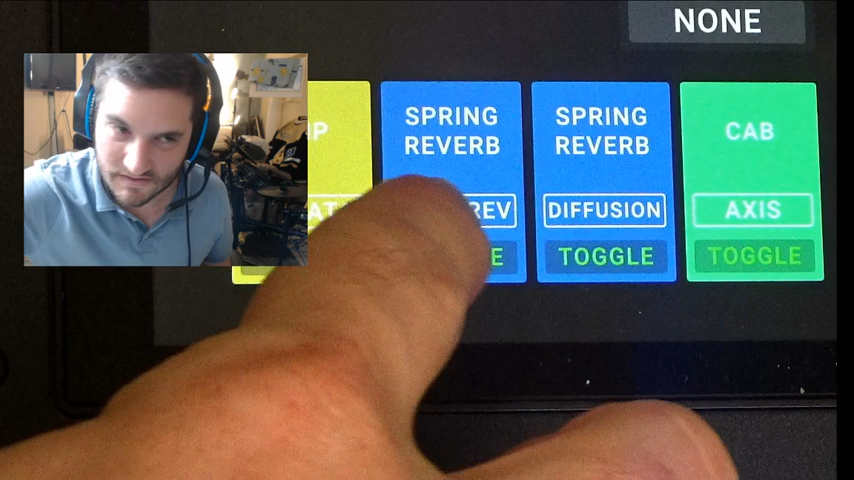 NONE
SPRING
REVERB
SPRING
REVERB
CAB
DIFFUSION
AXIS
TOGGLE
TOGGLE